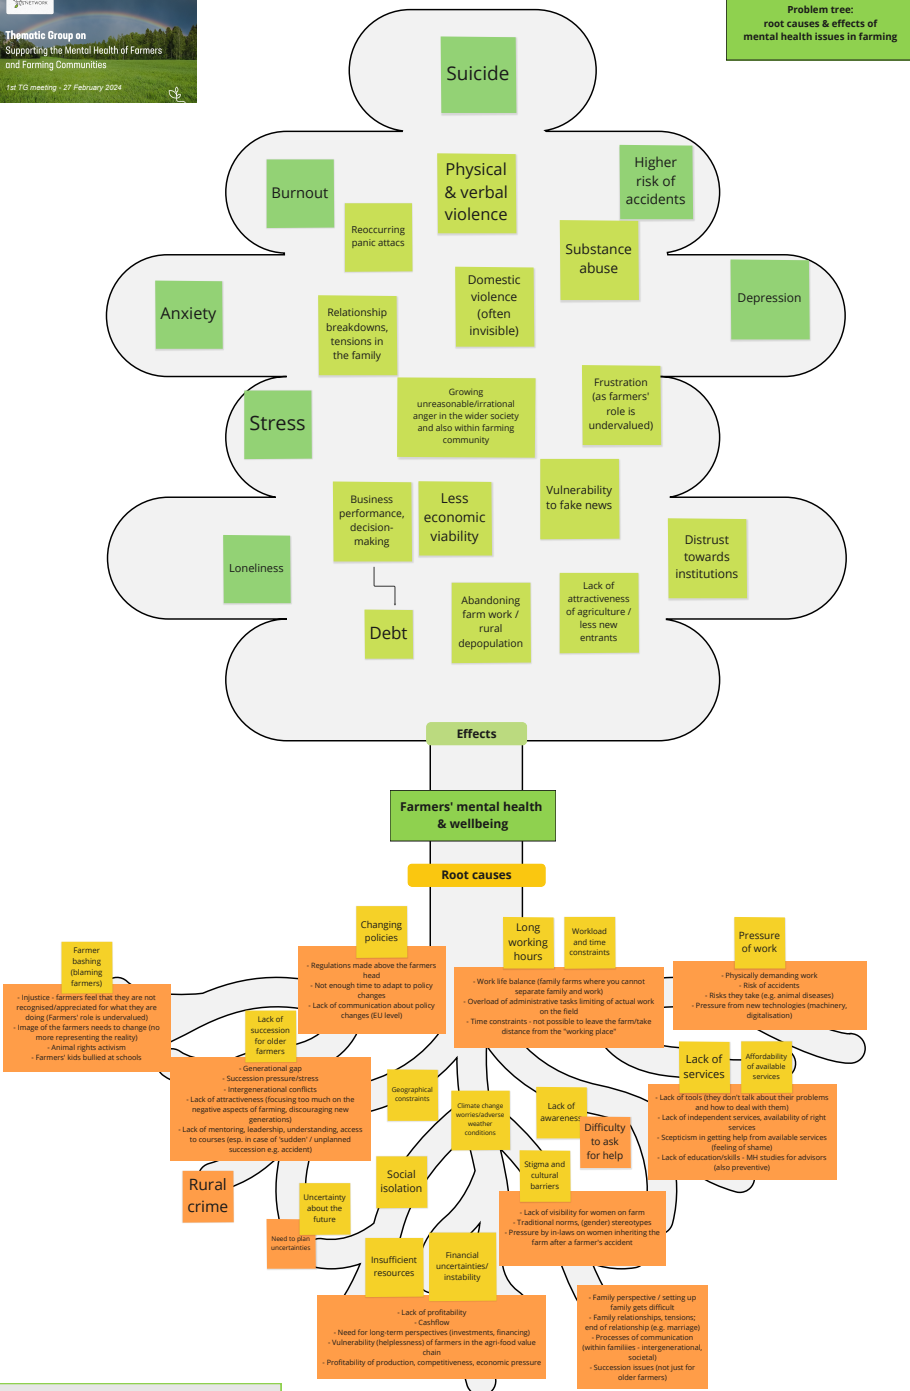 NETWORK
Thematic Group on
Supporting the Mental Health of Farmers
and Farming Communities
1st TG meeting - 27 February 2024
Problem tree:
root causes & effects of
mental health issues in farming
Suicide
Burnout
Physical
& verbal
violence
Higher
risk of
accidents
Reoccurring
panic attacs
Substance
abuse
Anxiety
Relationship
breakdowns,
tensions in
the family
Domestic
violence
(often
invisible)
Depression
Stress
Growing
unreasonable/irrational
anger in the wider society
and also within farming
community
Frustration
(as farmers'
role is
undervalued)
Business
performance,
decision-
making
Less
economic
viability
Vulnerability
to fake news
Distrust
towards
institutions
Loneliness
Debt
Abandoning
farm work /
rural
depopulation
Lack of
attractiveness
of agriculture /
less new
entrants
Effects
Farmers' mental health
& wellbeing
Root causes
Farmer
bashing
(blaming
farmers)
- Injustice - farmers feel that they are not
recognised/appreciated for what they are
doing (Farmers' role is undervalued)
- Image of the farmers needs to change (no
more representing the reality)
- Animal rights activism
- Farmers' kids bullied at schools
Changing
policies
- Regulations made above the farmers
head
- Not enough time to adapt to policy
changes
- Lack of communication about policy
changes (EU level)
Long
working
hours
Workload
and time
constraints
- Work life balance (family farms where you cannot
separate family and work)
- Overload of administrative tasks limiting of actual work
on the field
- Time constraints - not possible to leave the farm/take
distance from the "working place"
Pressure
of work
- Physically demanding work
- Risk of accidents
- Risks they take (e.g. animal diseases)
- Pressure from new technologies (machinery,
digitalisation)
Lack of
succession
for older
farmers
- Generational gap
- Succession pressure/stress
- Intergenerational conflicts
- Lack of attractiveness (focusing too much on the
negative aspects of farming, discouraging new
generations)
- Lack of mentoring, leadership, understanding, access
to courses (esp. in case of 'sudden' / unplanned
succession e.g. accident)
Geographical
constraints
Climate change
worries/adverse
weather
conditions
Lack of
awareness
Difficulty
to ask
for help
Lack of
services
Affordability
of available
services
- Lack of tools (they don't talk about their problems
and how to deal with them)
- Lack of independent services, availability of right
services
- Scepticism in getting help from available services
(feeling of shame)
- Lack of education/skills - MH studies for advisors
(also preventive)
Rural
crime
Uncertainty
about the
future
Need to plan
uncertainties
Social
isolation
Stigma and
cultural
barriers
- Lack of visibility for women on farm
- Traditional norms, (gender) stereotypes
- Pressure by in-laws on women inheriting the
farm after a farmer's accident
Insufficient
resources
Financial
uncertainties/
instability
- Lack of profitability
- Cashflow
- Need for long-term perspectives (investments, financing)
- Vulnerability (helplessness) of farmers in the agri-food value
chain
- Profitability of production, competitiveness, economic pressure
- Family perspective / setting up
family gets difficult
- Family relationships, tensions;
end of relationship (e.g. marriage)
- Processes of communication
(within families - intergenerational,
societal)
- Succession issues (not just for
older farmers)